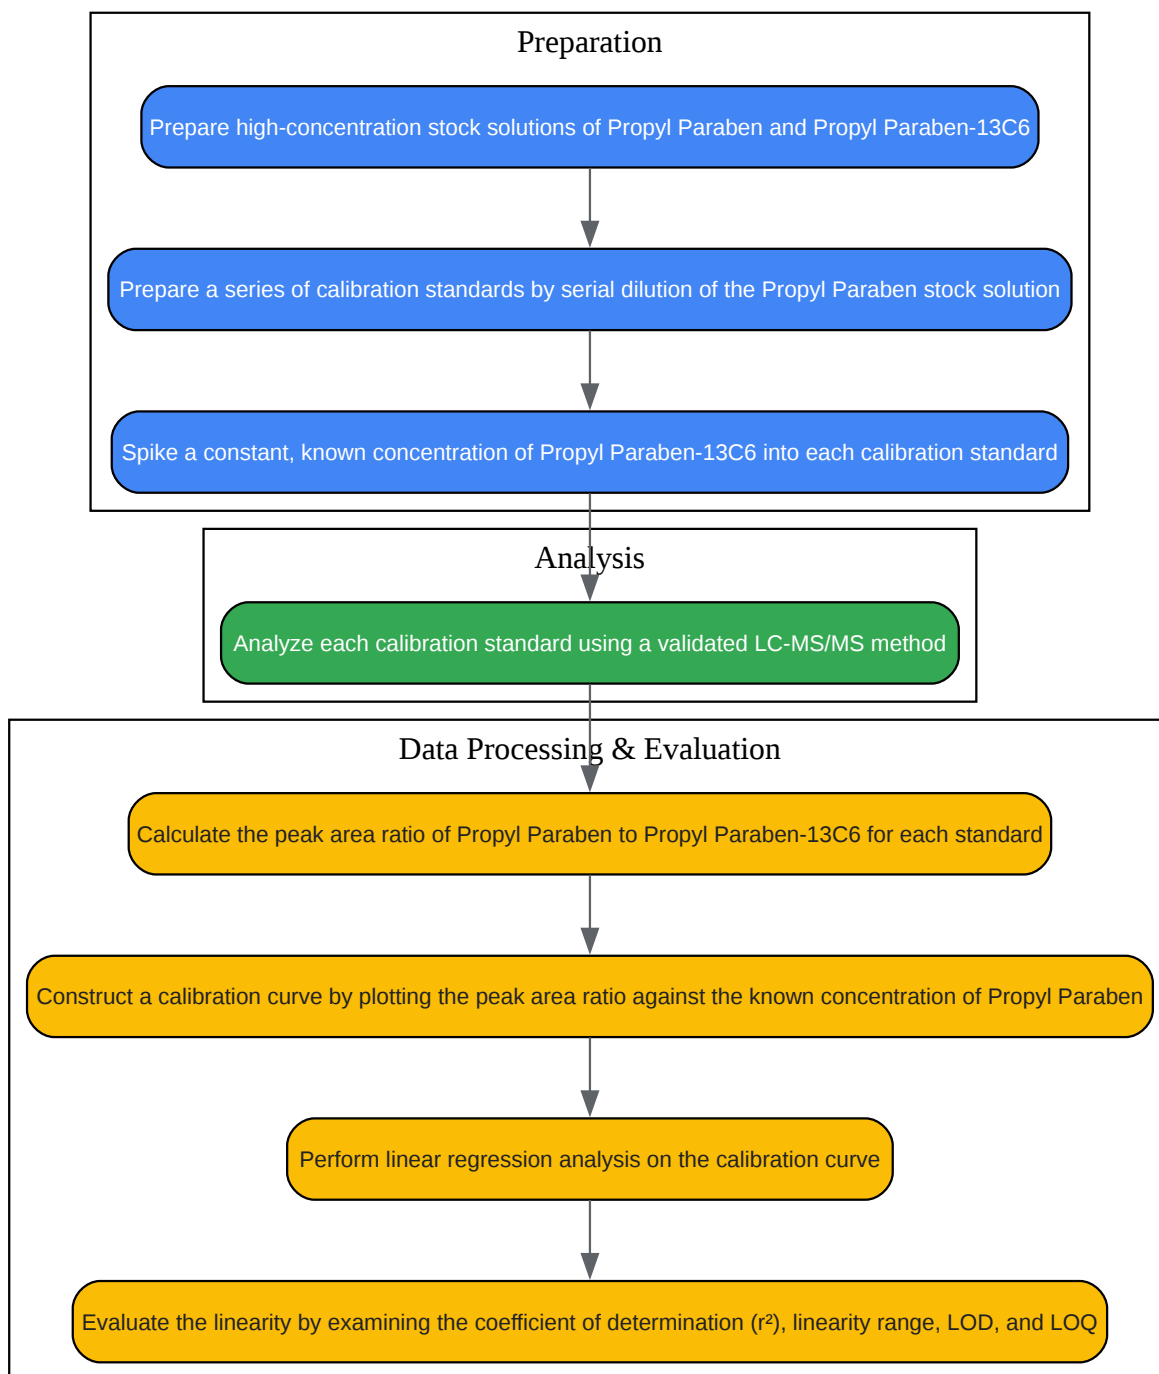 Preparation
Prepare high-concentration stock solutions of Propyl Paraben and Propyl Paraben-13C6
Prepare a series of calibration standards by serial dilution of the Propyl Paraben stock solution
Spike a constant, known concentration of Propyl Paraben-13C6 into each calibration standard
Analysis
Analyze each calibration standard using a validated LC-MS/MS method
Data Processing & Evaluation
Calculate the peak area ratio of Propyl Paraben to Propyl Paraben-13C6 for each standard
Construct a calibration curve by plotting the peak area ratio against the known concentration of Propyl Paraben
Perform linear regression analysis on the calibration curve
Evaluate the linearity by examining the coefficient of determination (r²), linearity range, LOD, and LOQ